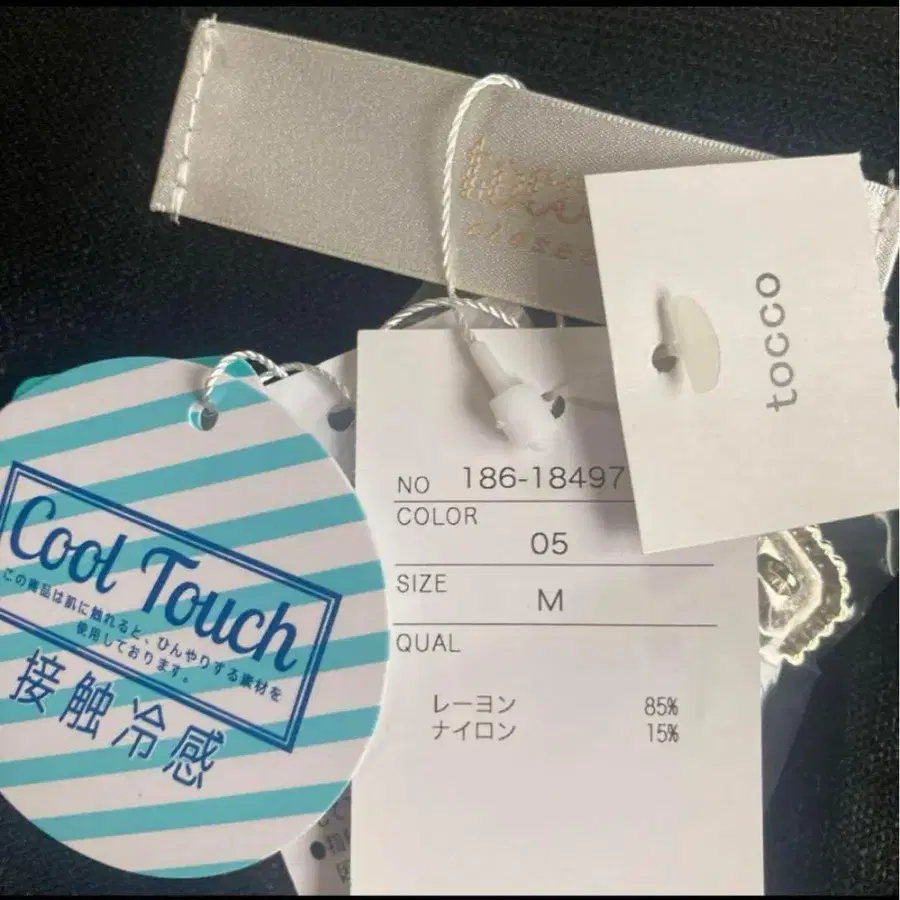 tocco
NO 186-18497
COLOR
05
SIZE
M
QUAL
レーヨン 85%
ナイロン 15%
Cool Touch
この商品は肌に触れると、ひんやりする素材を
使用しております。
接触冷感